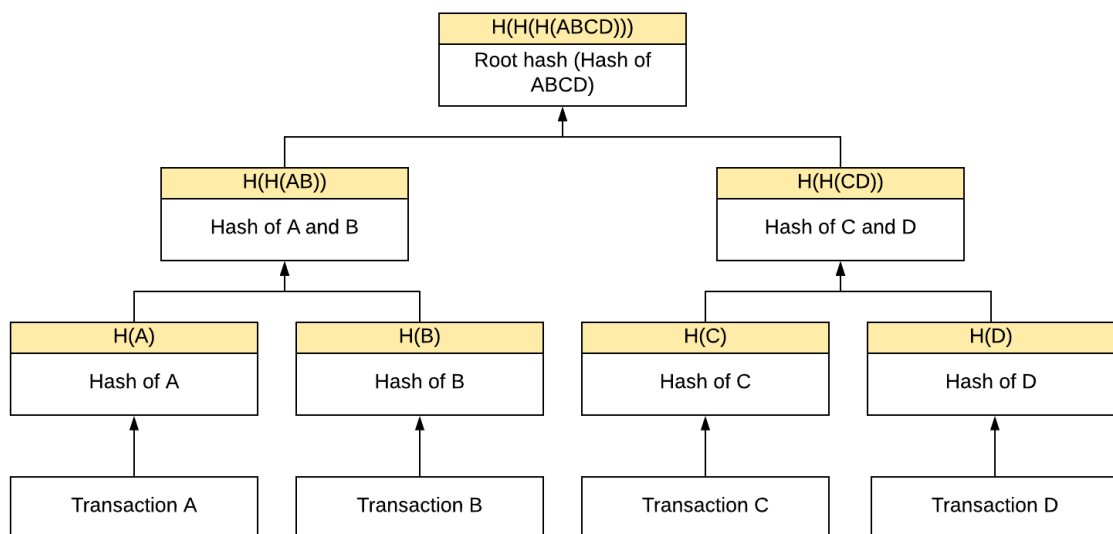 H(H(H(ABCD)))
Root hash (Hash of
ABCD)
H(H(AB))
Hash of A and B
H(H(CD))
Hash of C and D
H(A)
Hash of A
H(B)
Hash of B
H(C)
Hash of C
H(D)
Hash of D
Transaction A
Transaction B
Transaction C
Transaction D